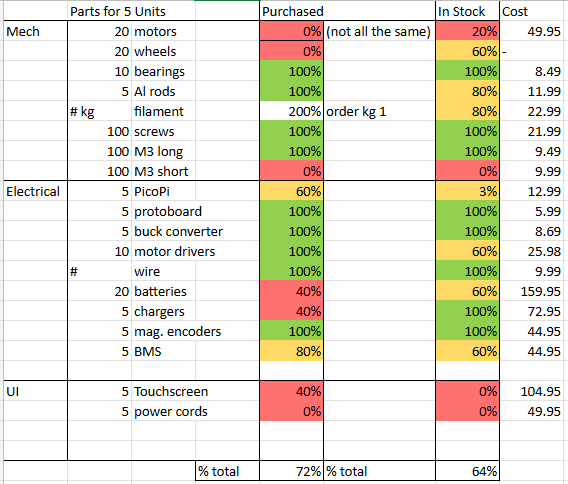 Parts for 5 Units Purchased In Stock Cost
Mech 20 motors 0% (not all the same) 20% 49.95
20 wheels 0% 60% -
10 bearings 100% 100% 8.49
5 Al rods 100% 80% 11.99
# kg filament 200% order kg 1 80% 22.99
100 screws 100% 100% 21.99
100 M3 long 100% 100% 9.49
100 M3 short 0% 0% 9.99
Electrical 5 PicoPi 60% 3% 12.99
5 protoboard 100% 100% 5.99
5 buck converter 100% 100% 8.69
10 motor drivers 100% 60% 25.98
# wire 100% 100% 9.99
20 batteries 40% 60% 159.95
5 chargers 40% 100% 72.95
5 mag. encoders 100% 100% 44.95
5 BMS 80% 60% 44.95
UI 5 Touchscreen 40% 0% 104.95
5 power cords 0% 0% 49.95
% total 72% % total 64%